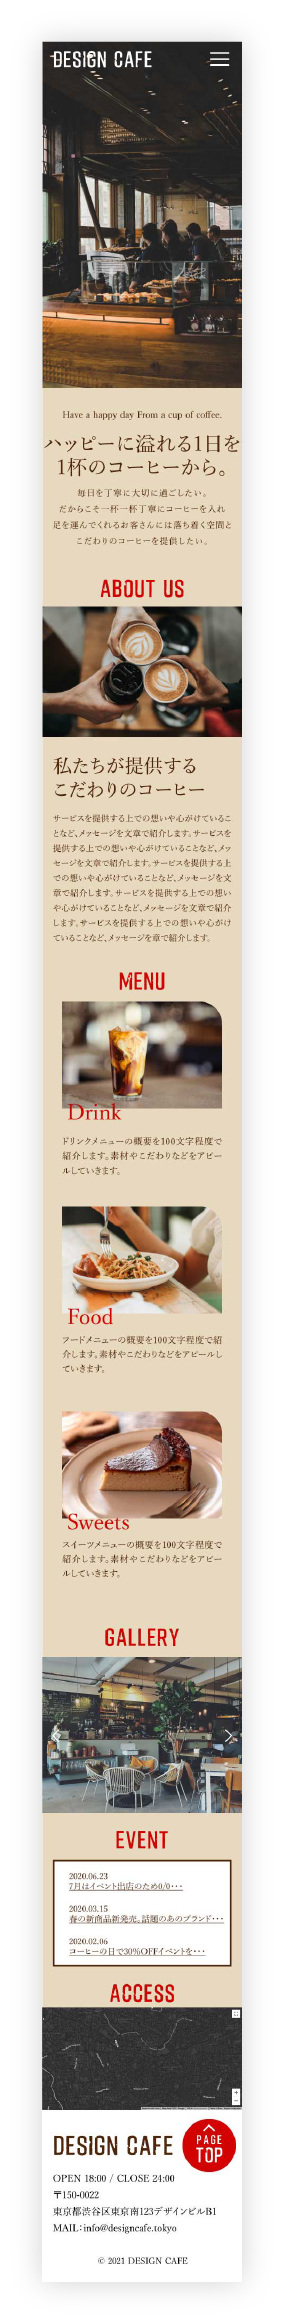 DESIGN CAFE
Have a happy day From a cup of coffee.
ハッピーに溢れる1日を
1杯のコーヒーから。
毎日を丁寧に大切に過ごしたい。
だからこそ一杯一杯丁寧にコーヒーを入れ
足を運んでくれるお客さんには落ち着く空間と
こだわりのコーヒーを提供したい。
ABOUT US
私たちが提供する
こだわりのコーヒー
サービスを提供する上での想いや心がけているこ
となど、メッセージを文章で紹介します。サービスを
提供する上での想いや心がけていることなど、メッ
セージを文章で紹介します。サービスを提供する上
での想いや心がけていることなど、メッセージを文
章で紹介します。サービスを提供する上での想い
や心がけていることなど、メッセージを文章で紹介
します。サービスを提供する上での想いや心がけ
ていることなど、メッセージを章で紹介します。
MENU
Drink
ドリンクメニューの概要を100文字程度で
紹介します。素材やこだわりなどをアピー
ルしていきます。
Food
フードメニューの概要を100文字程度で紹
介します。素材やこだわりなどをアピールし
ていきます。
Sweets
スイーツメニューの概要を100文字程度で
紹介します。素材やこだわりなどをアピー
ルしていきます。
GALLERY
EVENT
2020.06.23
7月はイベント出店のため0/0・・・
2020.03.15
春の新商品新発売。話題のあのブランド・・・
2020.02.06
コーヒーの日で30%OFFイベントを・・・
ACCESS
PAGE
TOP
DESIGN CAFE
OPEN 18:00 / CLOSE 24:00
〒150-0022
東京都渋谷区東京南123デザインビルB1
MAIL：info@designcafe.tokyo
© 2021 DESIGN CAFE